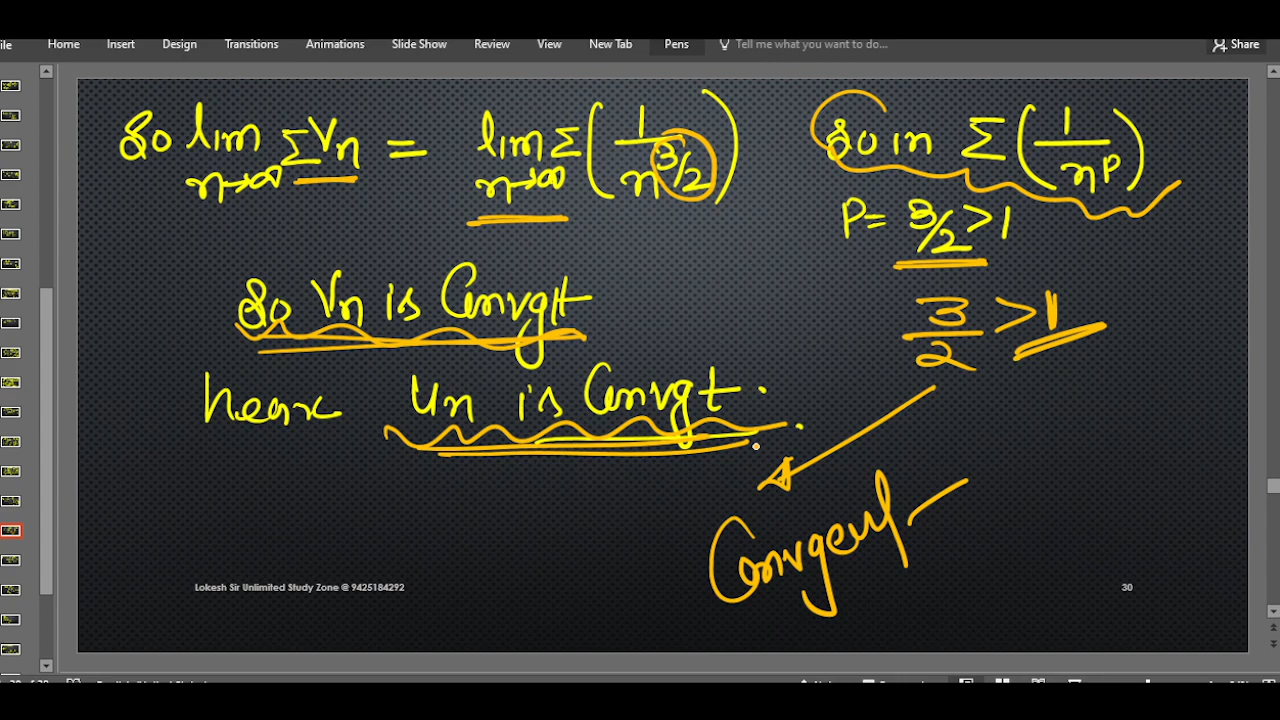 ile Home Insert Design Transitions Animations Slide Show Review View New Tab Pens Tell me what you want to do... Share
So lim n→∞ ΣVn = lim n→∞ Σ(1/n^3/2) So in Σ(1/n^P)
P = 3/2 > 1
So Vn is Convgt
3/2 > 1
hence Un is Convgt.
Convgent
Lokesh Sir Unlimited Study Zone @ 9425184292 30